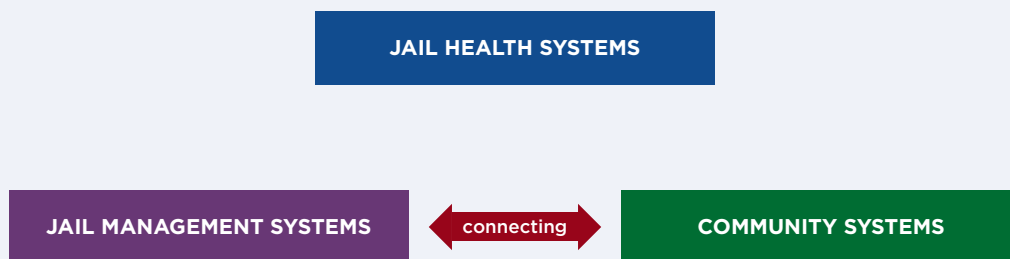 JAIL HEALTH SYSTEMS
JAIL MANAGEMENT SYSTEMS
connecting
COMMUNITY SYSTEMS